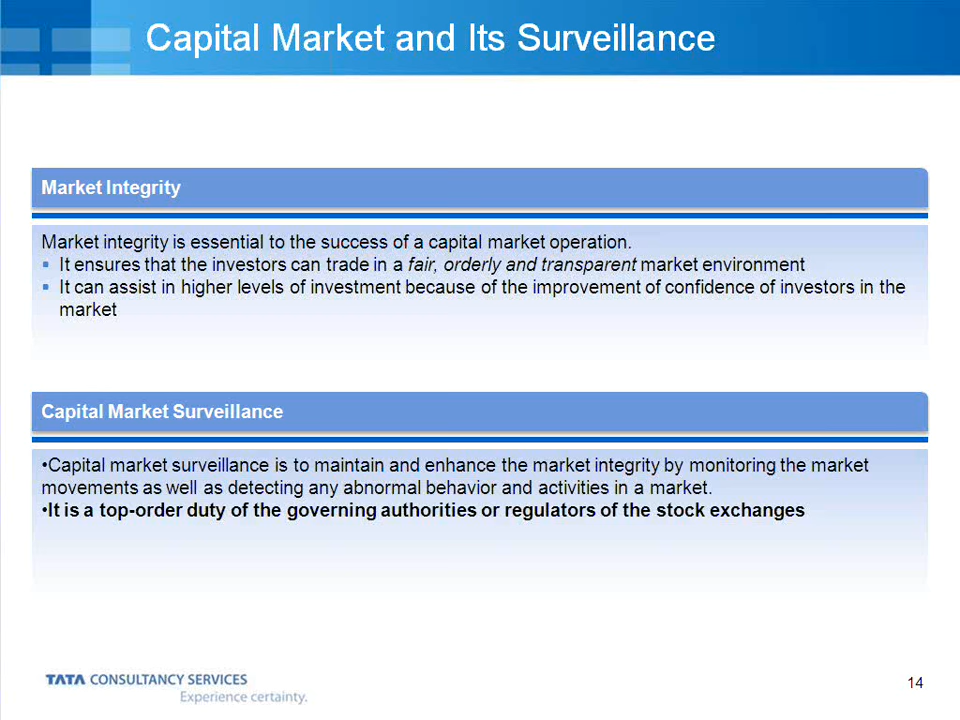 Capital Market and Its Surveillance
Market Integrity
Market integrity is essential to the success of a capital market operation.
▪ It ensures that the investors can trade in a fair, orderly and transparent market environment
▪ It can assist in higher levels of investment because of the improvement of confidence of investors in the
market
Capital Market Surveillance
•Capital market surveillance is to maintain and enhance the market integrity by monitoring the market
movements as well as detecting any abnormal behavior and activities in a market.
•It is a top-order duty of the governing authorities or regulators of the stock exchanges
TATA CONSULTANCY SERVICES
Experience certainty.
14